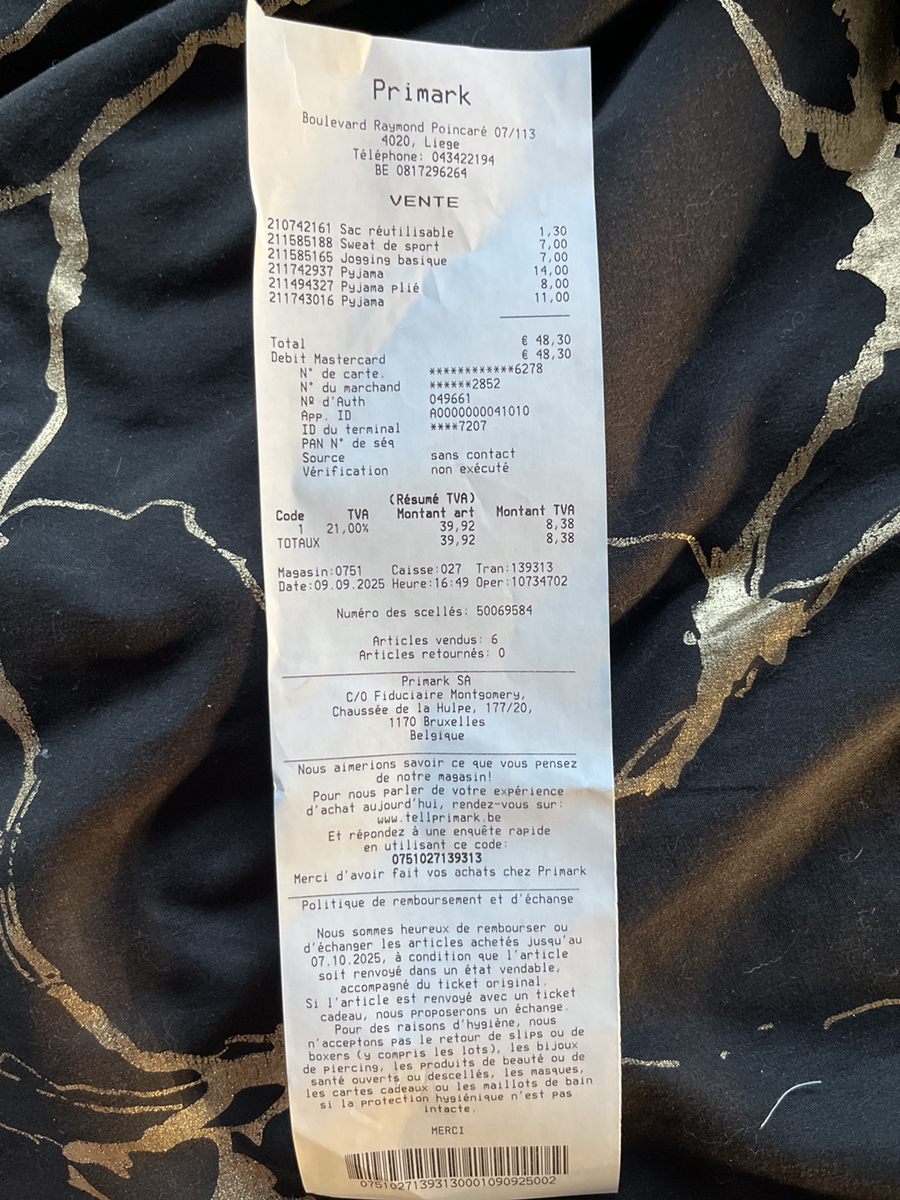 Primark
Boulevard Raymond Poincaré 07/113
4020, Liege
Téléphone: 043422194
BE 0817296264
VENTE
210742161 Sac réutilisable 1,30
211585188 Sweat de sport 7,00
211585165 Jogging basique 7,00
211742937 Pyjama 14,00
211494327 Pyjama plié 8,00
211743016 Pyjama 11,00
Total € 48,30
Debit Mastercard € 48,30
N° de carte. ************6278
N° du marchand ******2852
Nº d'Auth 049661
App. ID A0000000041010
ID du terminal ****7207
PAN N° de séq
Source sans contact
Vérification non exécuté
(Résumé TVA)
Code TVA Montant art Montant TVA
1 21,00% 39,92 8,38
TOTAUX 39,92 8,38
Magasin:0751 Caisse:027 Tran:139313
Date:09.09.2025 Heure:16:49 Oper:10734702
Numéro des scellés: 50069584
Articles vendus: 6
Articles retournés: 0
Primark SA
C/O Fiduciaire Montgomery,
Chaussée de la Hulpe, 177/20,
1170 Bruxelles
Belgique
Nous aimerions savoir ce que vous pensez
de notre magasin!
Pour nous parler de votre expérience
d'achat aujourd'hui, rendez-vous sur:
www.tellprimark.be
Et répondez à une enquête rapide
en utilisant ce code:
0751027139313
Merci d'avoir fait vos achats chez Primark
Politique de remboursement et d'échange
Nous sommes heureux de rembourser ou
d'échanger les articles achetés jusqu'au
07.10.2025, à condition que l'article
soit renvoyé dans un état vendable,
accompagné du ticket original.
Si l'article est renvoyé avec un ticket
cadeau, nous proposerons un échange.
Pour des raisons d'hygiène, nous
n'acceptons pas le retour de slips ou de
boxers (y compris les lots), les bijoux
de piercing, les produits de beauté ou de
santé ouverts ou descellés, les masques,
les cartes cadeaux ou les maillots de bain
si la protection hygiénique n'est pas
intacte.
MERCI
07510271393130001090925002